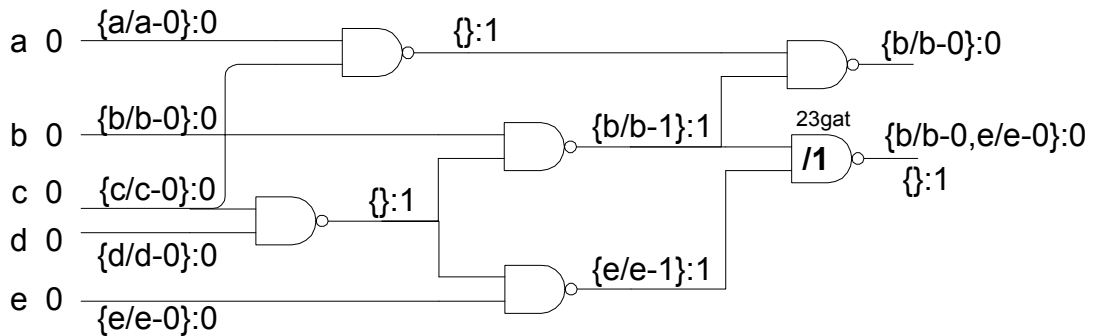 a 0 {a/a-0}:0
{}:1
{b/b-0}:0
b 0 {b/b-0}:0
{b/b-1}:1
23gat
/1
{b/b-0,e/e-0}:0
{}:1
c 0 {c/c-0}:0
{}:1
d 0
{d/d-0}:0
{e/e-1}:1
e 0
{e/e-0}:0